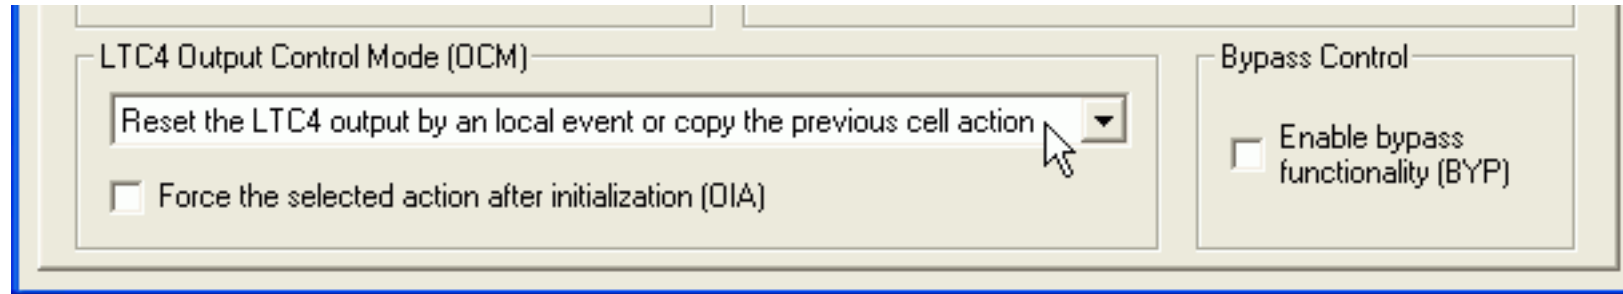 LTC4 Output Control Mode (OCM)
Reset the LTC4 output by an local event or copy the previous cell action
Force the selected action after initialization (OIA)
Bypass Control
Enable bypass
functionality (BYP)